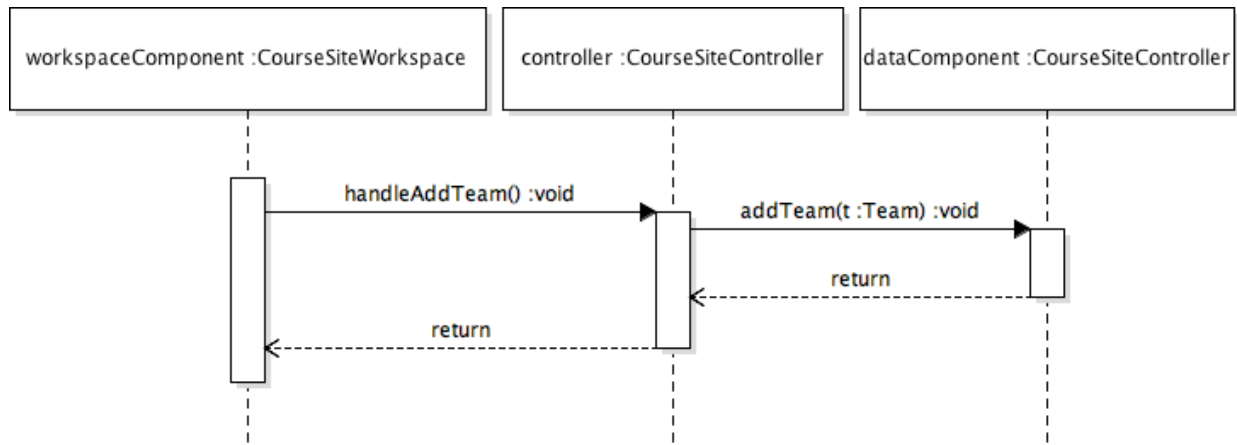 workspaceComponent :CourseSiteWorkspace
controller :CourseSiteController
dataComponent :CourseSiteController
handleAddTeam() :void
addTeam(t :Team) :void
return
return